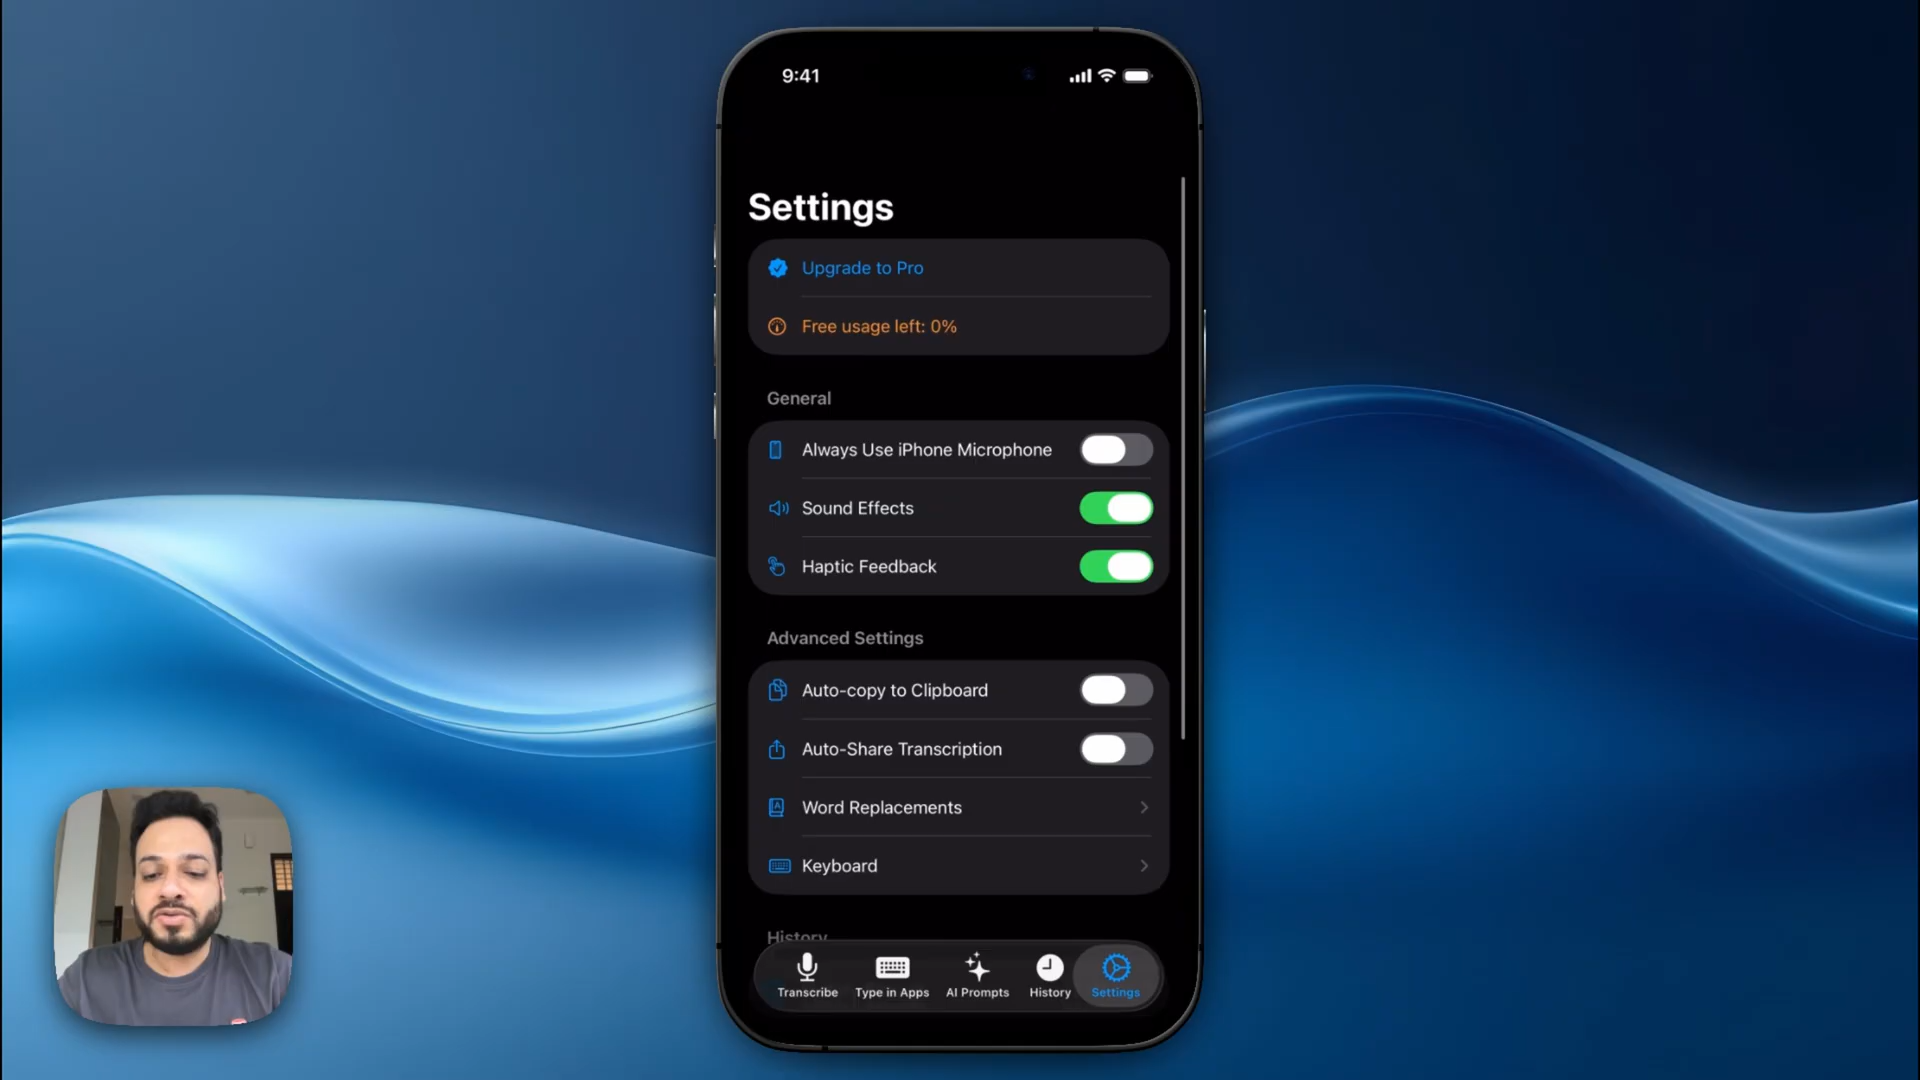 9:41
Settings
Upgrade to Pro
Free usage left: 0%
General
Always Use iPhone Microphone
Sound Effects
Haptic Feedback
Advanced Settings
Auto-copy to Clipboard
Auto-Share Transcription
Word Replacements
Keyboard
History
Transcribe
Type in Apps
AI Prompts
History
Settings